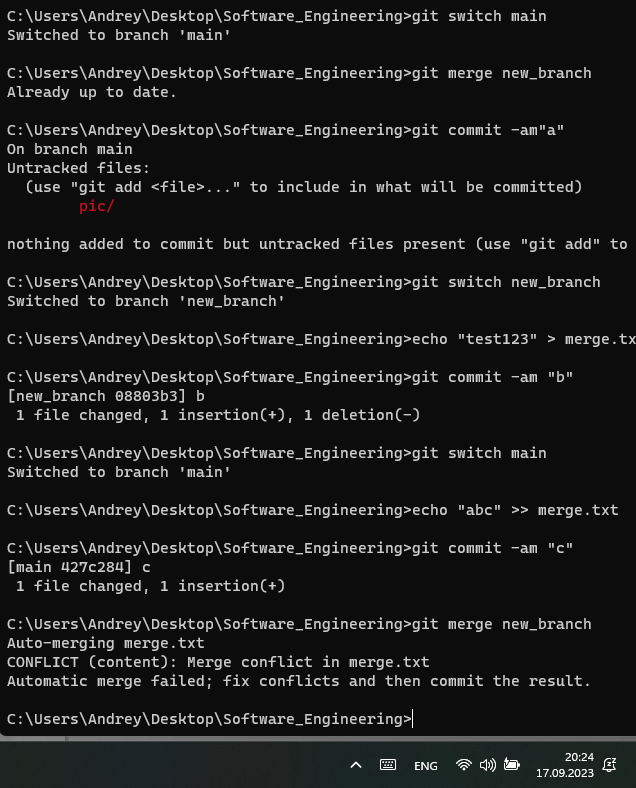 C:\Users\Andrey\Desktop\Software_Engineering>git switch main
Switched to branch 'main'
C:\Users\Andrey\Desktop\Software_Engineering>git merge new_branch
Already up to date.
C:\Users\Andrey\Desktop\Software_Engineering>git commit -am"a"
On branch main
Untracked files:
  (use "git add <file>..." to include in what will be committed)
        pic/
nothing added to commit but untracked files present (use "git add" to
C:\Users\Andrey\Desktop\Software_Engineering>git switch new_branch
Switched to branch 'new_branch'
C:\Users\Andrey\Desktop\Software_Engineering>echo "test123" > merge.tx
C:\Users\Andrey\Desktop\Software_Engineering>git commit -am "b"
[new_branch 08803b3] b
 1 file changed, 1 insertion(+), 1 deletion(-)
C:\Users\Andrey\Desktop\Software_Engineering>git switch main
Switched to branch 'main'
C:\Users\Andrey\Desktop\Software_Engineering>echo "abc" >> merge.txt
C:\Users\Andrey\Desktop\Software_Engineering>git commit -am "c"
[main 427c284] c
 1 file changed, 1 insertion(+)
C:\Users\Andrey\Desktop\Software_Engineering>git merge new_branch
Auto-merging merge.txt
CONFLICT (content): Merge conflict in merge.txt
Automatic merge failed; fix conflicts and then commit the result.
C:\Users\Andrey\Desktop\Software_Engineering>
ENG
20:24
17.09.2023